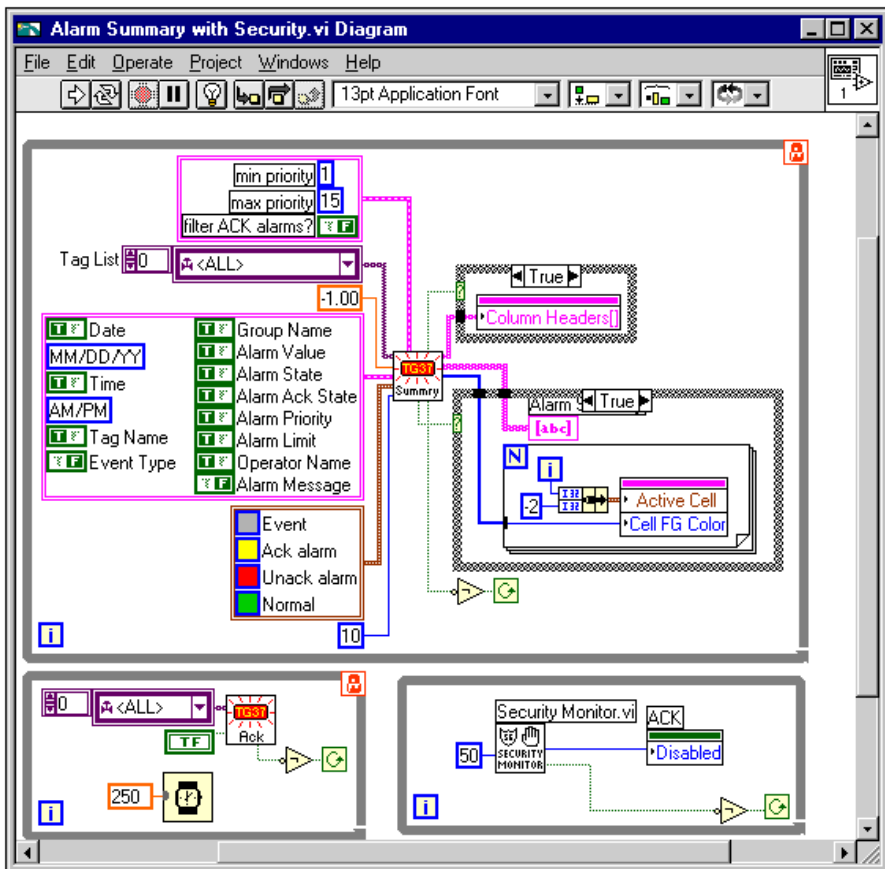 Alarm Summary with Security.vi Diagram
File Edit Operate Project Windows Help
13pt Application Font
1
min priority 1
max priority 15
filter ACK alarms? F
Tag List 0 <ALL>
True
-1.00
Column Headers[]
T Date
MM/DD/YY
T Time
AM/PM
T Tag Name
F Event Type
T Group Name
T Alarm Value
T Alarm State
T Alarm Ack State
T Alarm Priority
T Alarm Limit
T Operator Name
F Alarm Message
TG37
Summry
Alarm S
True
[abc]
N
i
I32
I32
-2
Active Cell
Cell FG Color
Event
Ack alarm
Unack alarm
Normal
10
i
0 <ALL>
TG37
Ack
TF
250
i
Security Monitor.vi
ACK
50
SECURITY
MONITOR
Disabled
i